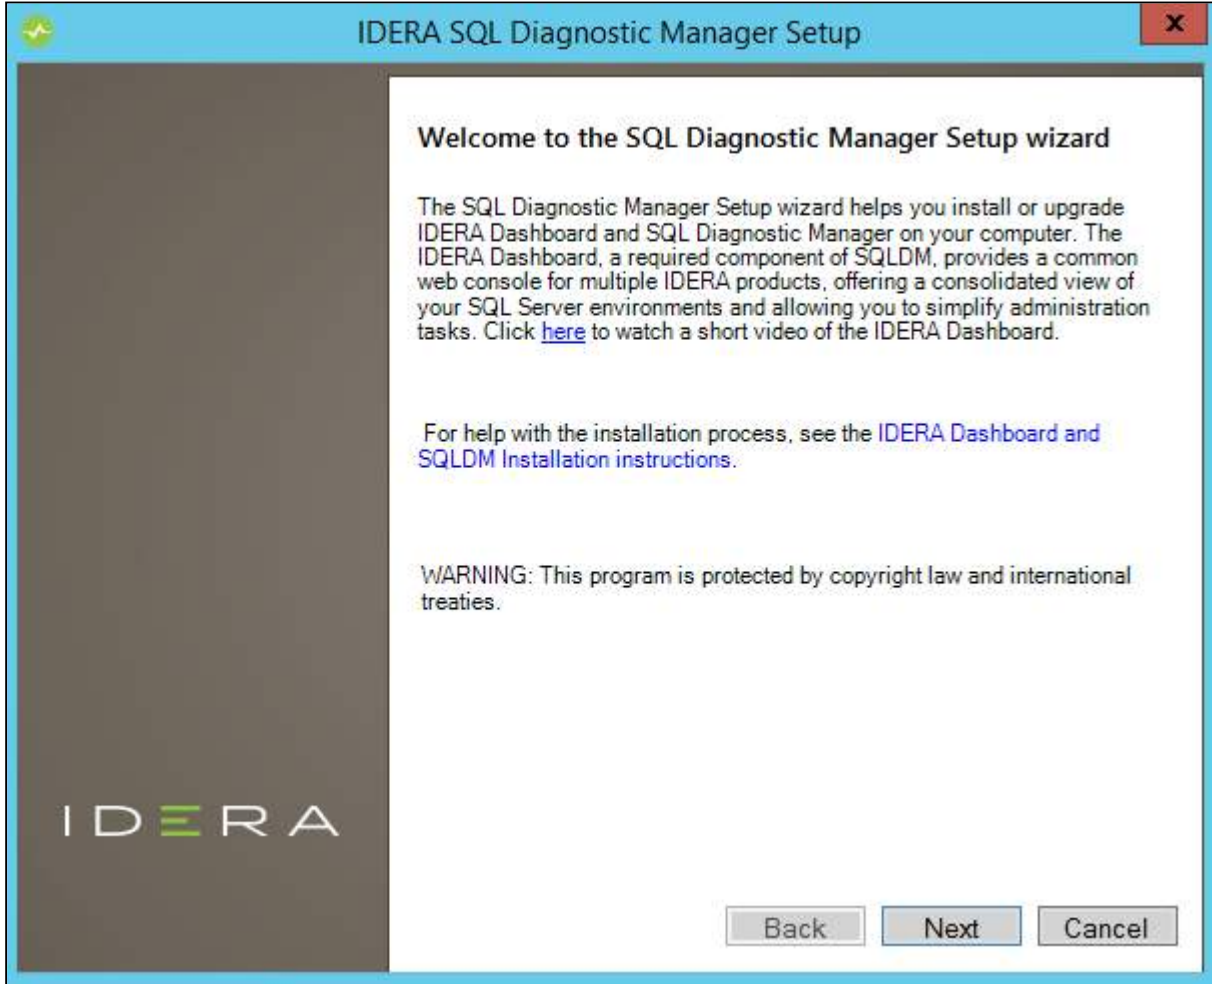 IDERA SQL Diagnostic Manager Setup
x
Welcome to the SQL Diagnostic Manager Setup wizard
The SQL Diagnostic Manager Setup wizard helps you install or upgrade
IDERA Dashboard and SQL Diagnostic Manager on your computer. The
IDERA Dashboard, a required component of SQLDM, provides a common
web console for multiple IDERA products, offering a consolidated view of
your SQL Server environments and allowing you to simplify administration
tasks. Click here to watch a short video of the IDERA Dashboard.
For help with the installation process, see the IDERA Dashboard and
SQLDM Installation instructions.
WARNING: This program is protected by copyright law and international
treaties.
IDERA
Back Next Cancel